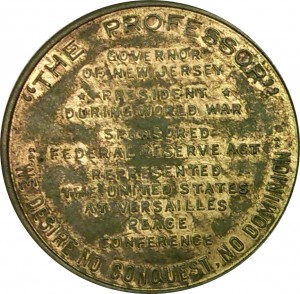 "THE PROFESSOR"
GOVERNOR
OF NEW JERSEY
PRESIDENT
DURING WORLD WAR
SPONSORED
FEDERAL RESERVE ACT
REPRESENTED
THE UNITED STATES
AT VERSAILLES
PEACE
CONFERENCE
"WE DESIRE NO CONQUEST, NO DOMINION"